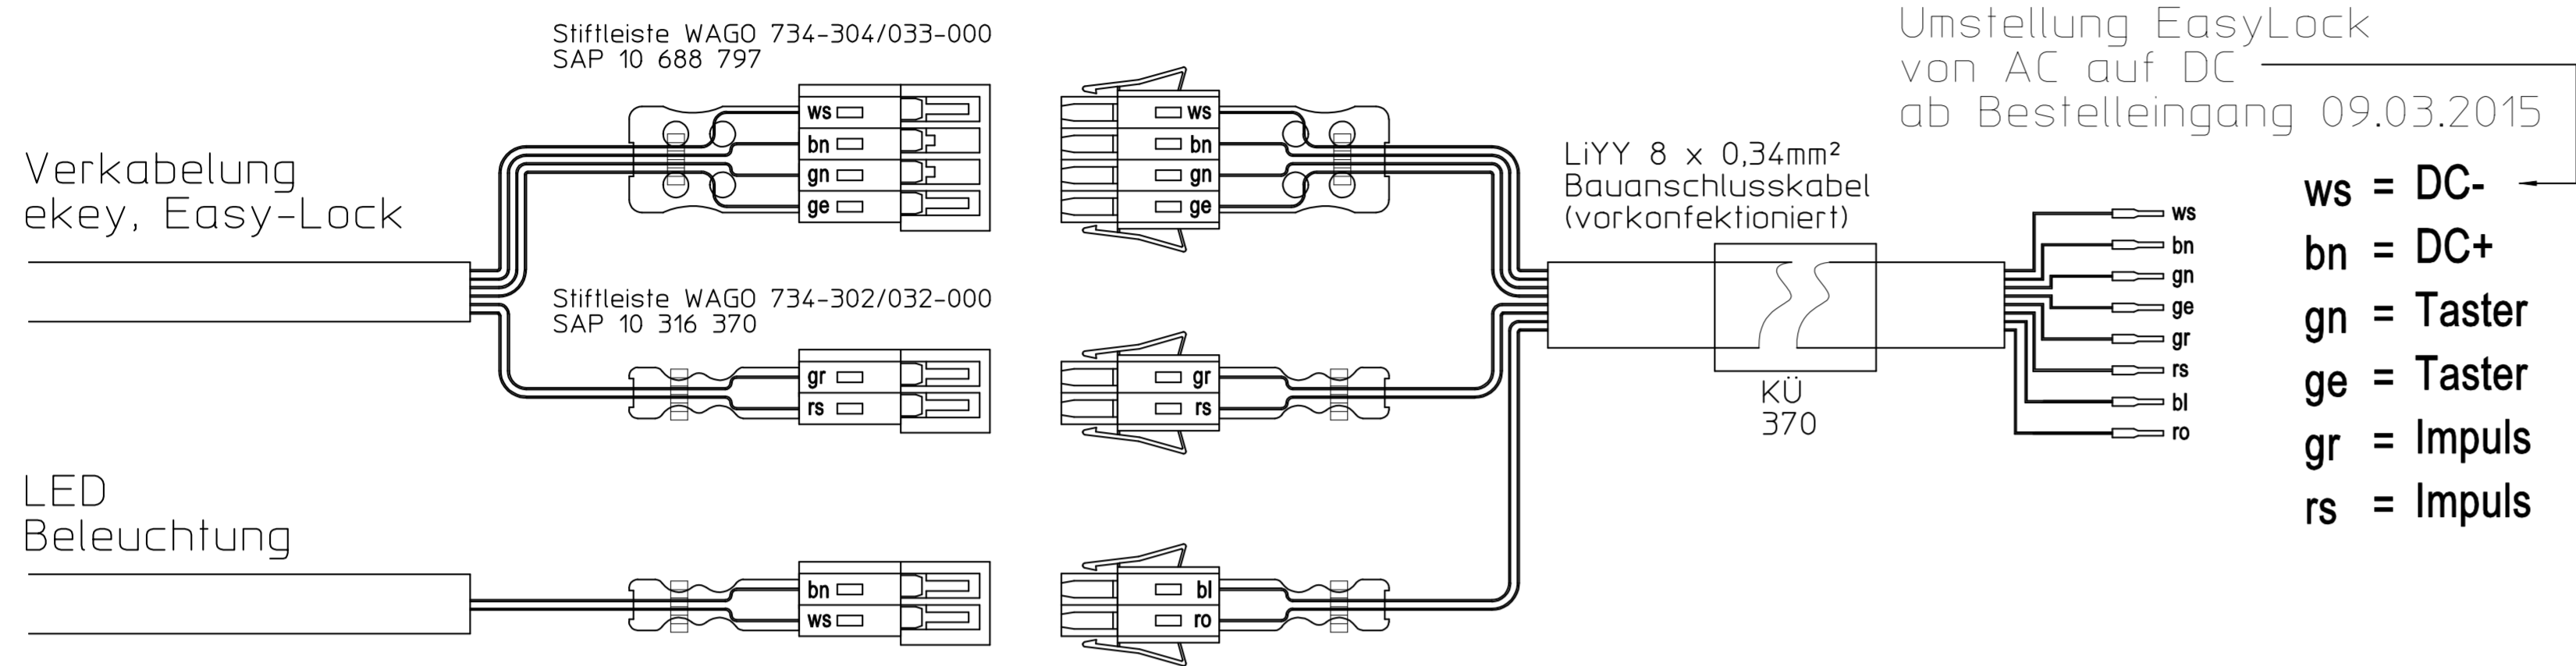 Stiftleiste WAGO 734-304/033-000
SAP 10 688 797
Umstellung EasyLock
von AC auf DC
ab Bestelleingang 09.03.2015
Verkabelung
ekey, Easy-Lock
ws
bn
gn
ge
ws
bn
gn
ge
LiYY 8 x 0,34mm²
Bauanschlusskabel
(vorkonfektioniert)
KÜ
370
ws
bn
gn
ge
gr
rs
bl
ro
ws = DC-
bn = DC+
gn = Taster
ge = Taster
gr = Impuls
rs = Impuls
Stiftleiste WAGO 734-302/032-000
SAP 10 316 370
gr
rs
gr
rs
LED
Beleuchtung
bn
ws
bl
ro